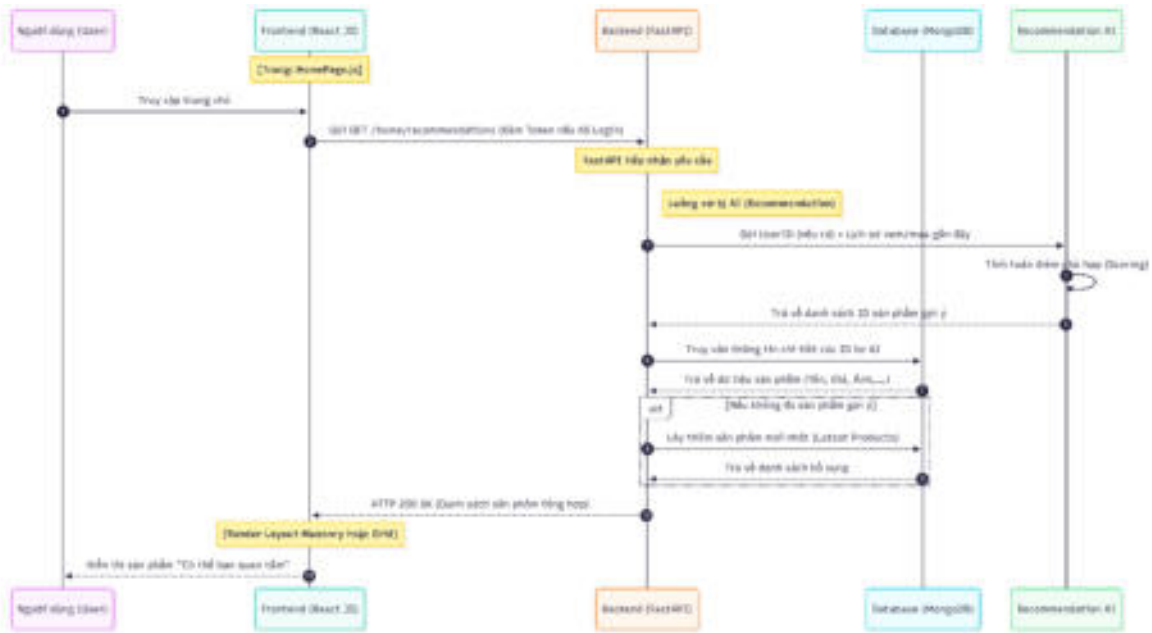 Người dùng (User)
Frontend (React JS)
Backend (FastAPI)
Database (MongoDB)
Recommendation AI
[Trang: HomePage.js]
Truy cập trang chủ
Gửi GET /home/recommendations (Kèm Token nếu đã Login)
FastAPI tiếp nhận yêu cầu
Luồng xử lý AI (Recommendation)
Gửi UserID (nếu có) + Lịch sử xem/mua gần đây
Tính toán điểm phù hợp (Scoring)
Trả về danh sách ID sản phẩm gợi ý
Truy vấn thông tin chi tiết các ID từ AI
Trả về dữ liệu sản phẩm (Tên, Giá, Ảnh,...)
[Nếu không đủ sản phẩm gợi ý]
Lấy thêm sản phẩm mới nhất (Latest Products)
Trả về danh sách bổ sung
HTTP 200 OK (Danh sách sản phẩm tổng hợp)
[Render Layout Masonry hoặc Grid]
Hiển thị sản phẩm "Có thể bạn quan tâm"
Người dùng (User)
Frontend (React JS)
Backend (FastAPI)
Database (MongoDB)
Recommendation AI